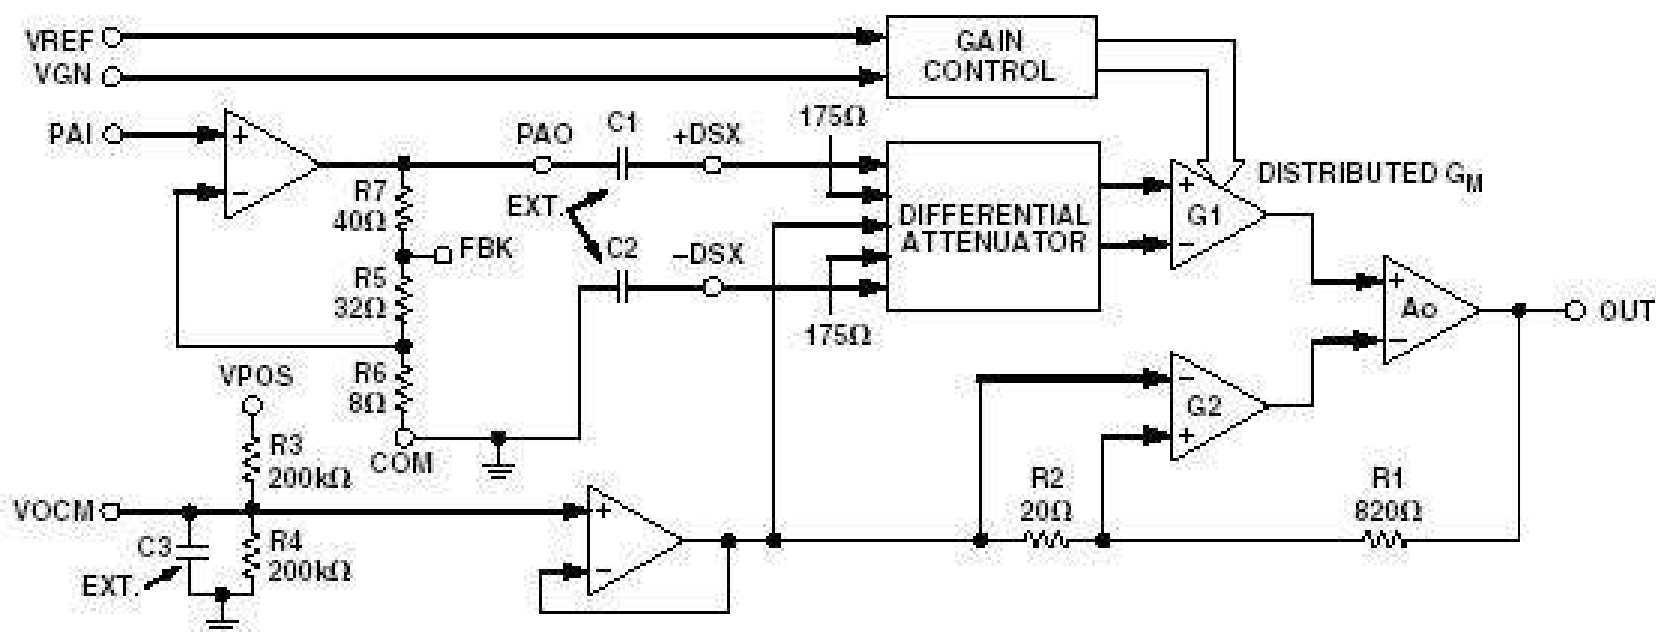 VREF
VGN
GAIN
CONTROL
PAI
+
−
PAO
C1
+DSX
175Ω
R7
40Ω
EXT.
FBK
C2
−DSX
DIFFERENTIAL
ATTENUATOR
175Ω
+
G1
−
DISTRIBUTED GM
R5
32Ω
+
Ao
−
OUT
VPOS
R6
8Ω
COM
−
G2
+
R3
200kΩ
VOCM
C3
EXT.
R4
200kΩ
+
−
R2
20Ω
R1
820Ω